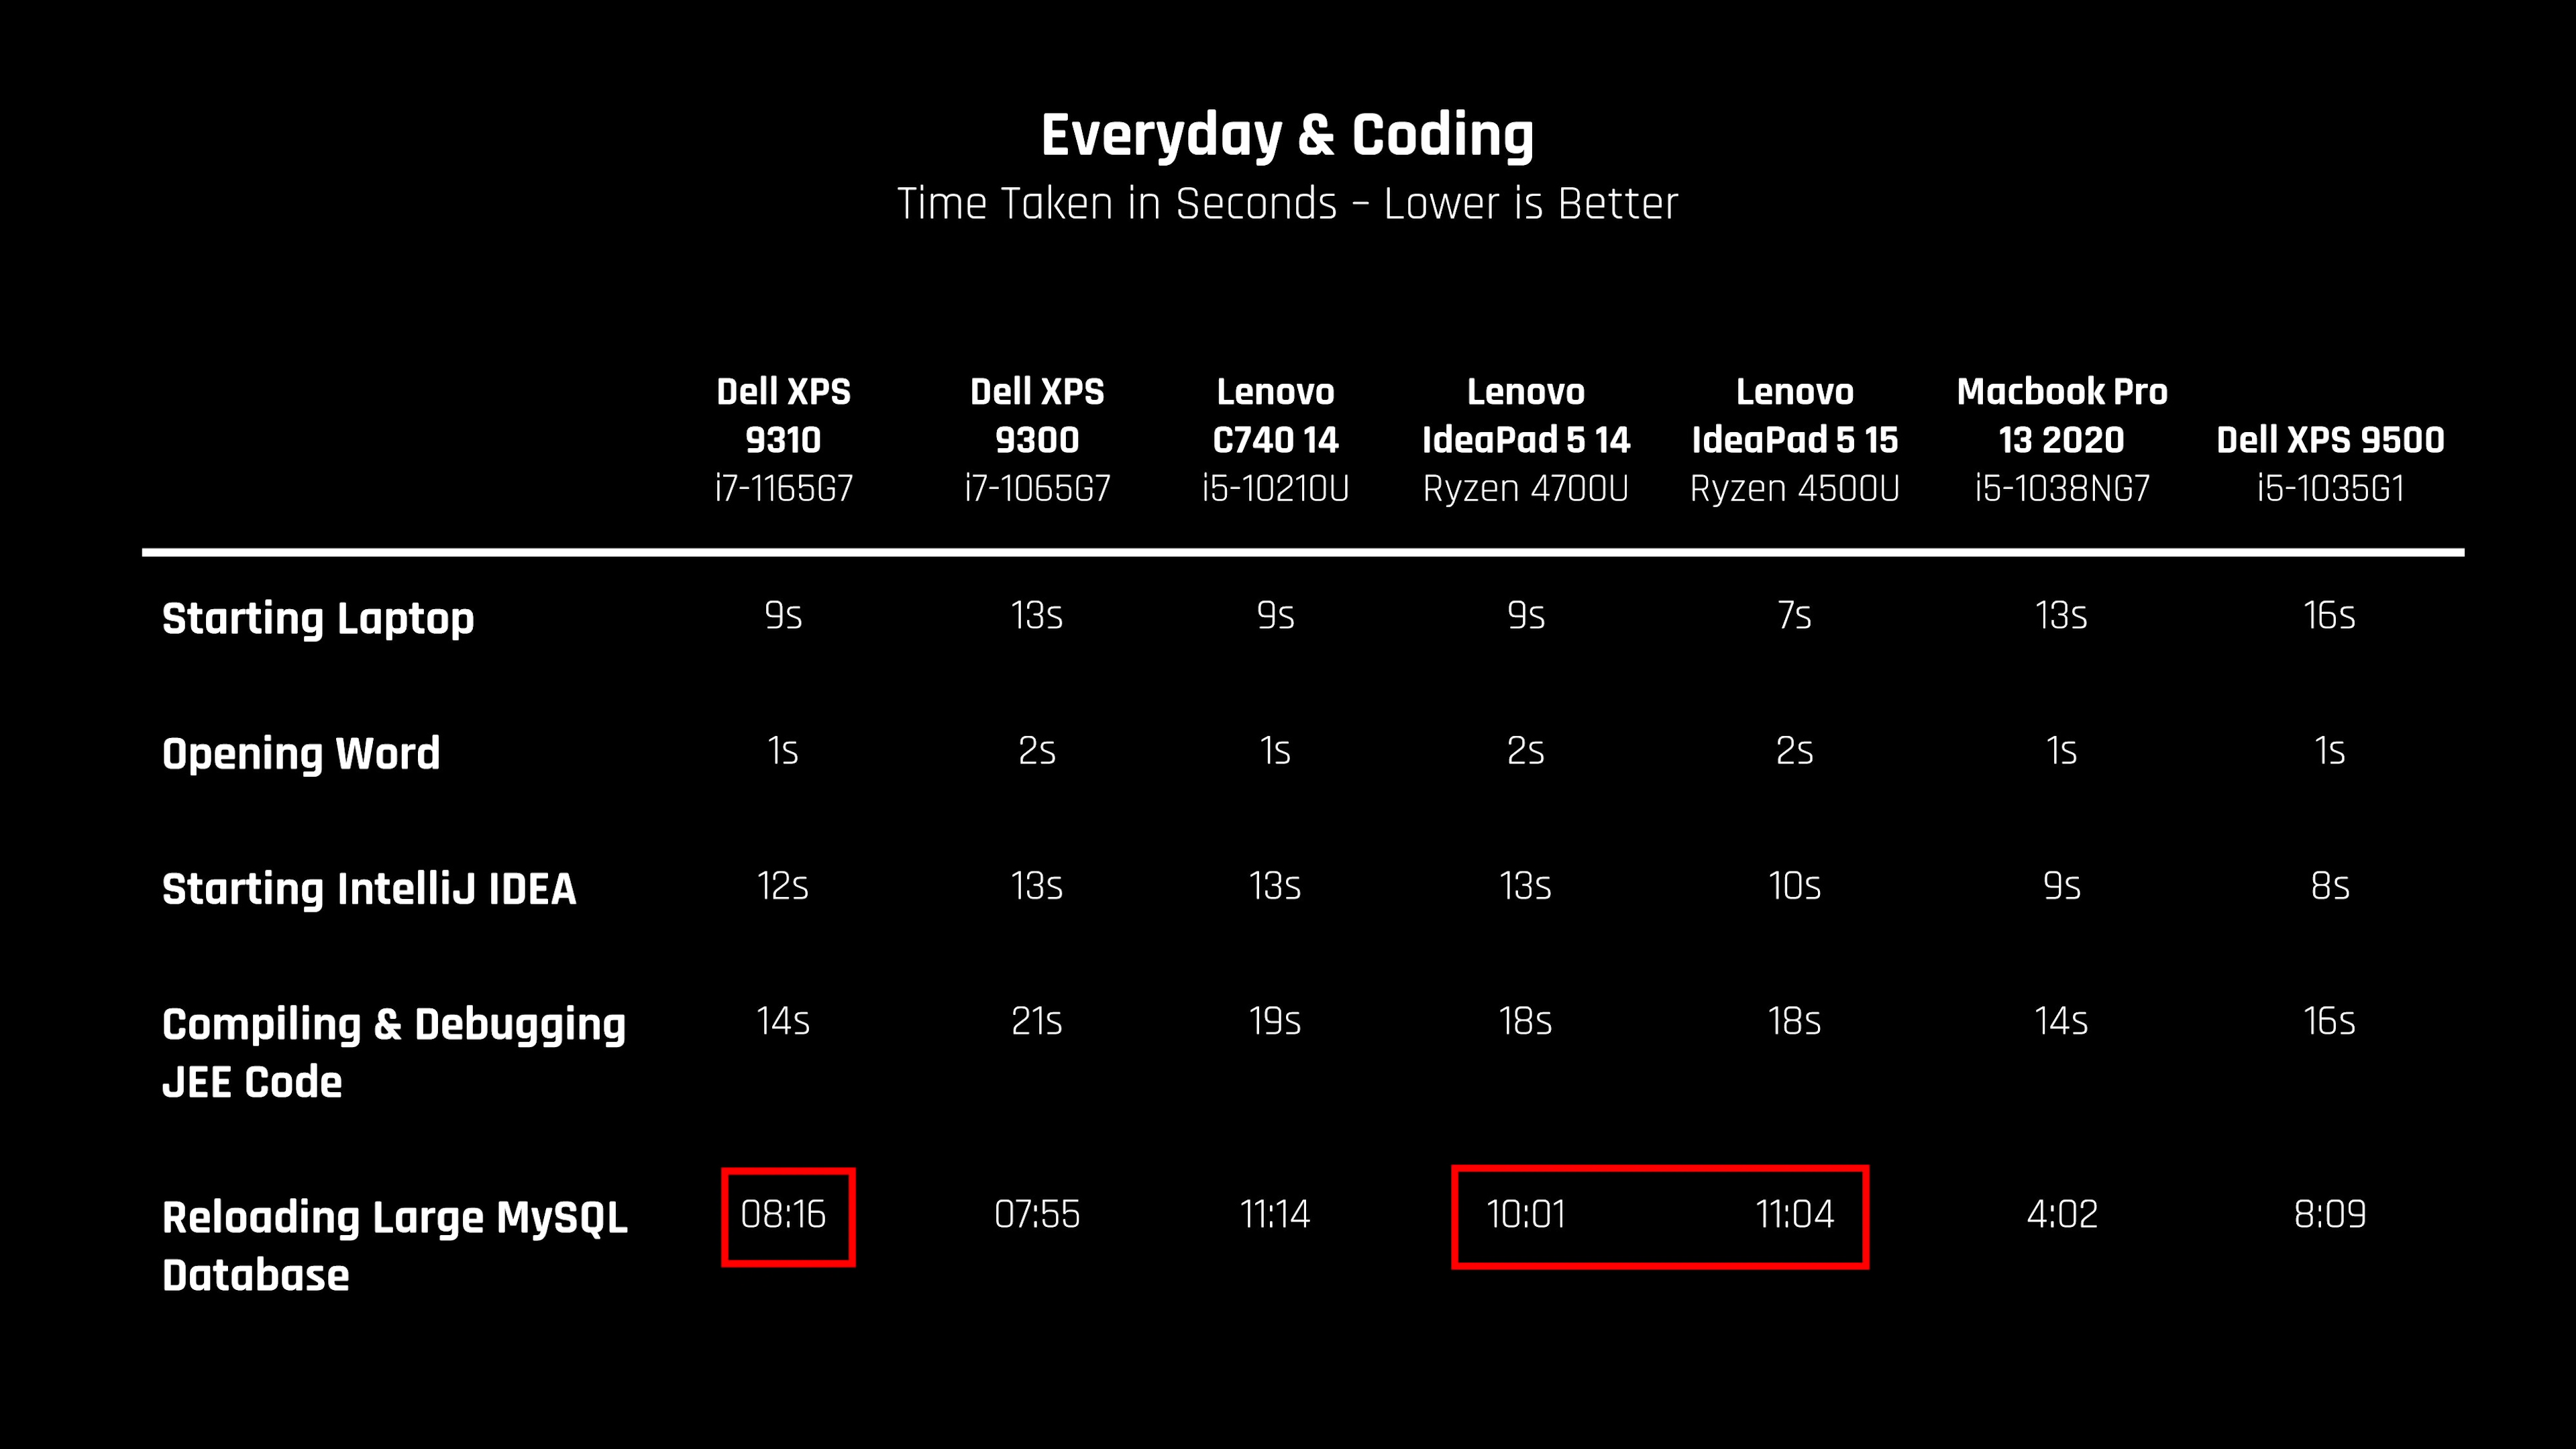 Everyday & Coding
Time Taken in Seconds – Lower is Better
Dell XPS 9310 i7-1165G7
Dell XPS 9300 i7-1065G7
Lenovo C740 14 i5-10210U
Lenovo IdeaPad 5 14 Ryzen 4700U
Lenovo IdeaPad 5 15 Ryzen 4500U
Macbook Pro 13 2020 i5-1038NG7
Dell XPS 9500 i5-1035G1
Starting Laptop 9s 13s 9s 9s 7s 13s 16s
Opening Word 1s 2s 1s 2s 2s 1s 1s
Starting IntelliJ IDEA 12s 13s 13s 13s 10s 9s 8s
Compiling & Debugging 14s 21s 19s 18s 18s 14s 16s
JEE Code
Reloading Large MySQL 08:16 07:55 11:14 10:01 11:04 4:02 8:09
Database